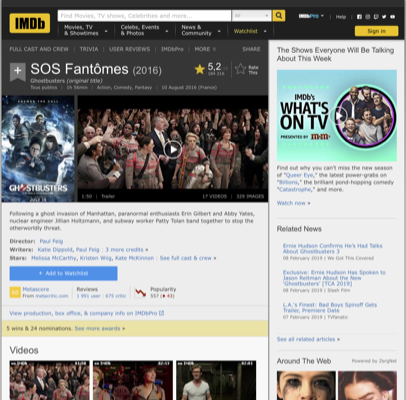 IMDb
Find Movies, TV shows, Celebrities and more...
All
IMDbPro
Help
Movies, TV
& Showtimes
Celebs, Events
& Photos
News &
Community
Watchlist
Sign in
FULL CAST AND CREW | TRIVIA | USER REVIEWS | IMDbPro | MORE
SHARE
SOS Fantômes (2016)
Ghostbusters (original title)
Tous publics | 1h 56min | Action, Comedy, Fantasy | 10 August 2016 (France)
5,2
Rate
This
GHOSTBUSTERS
JULY 15
1:50 | Trailer
17 VIDEOS | 329 IMAGES
Following a ghost invasion of Manhattan, paranormal enthusiasts Erin Gilbert and Abby Yates,
nuclear engineer Jillian Holtzmann, and subway worker Patty Tolan band together to stop the
otherworldly threat.
Director: Paul Feig
Writers: Katie Dippold, Paul Feig | 3 more credits »
Stars: Melissa McCarthy, Kristen Wiig, Kate McKinnon | See full cast & crew »
+ Add to Watchlist
Metascore
From metacritic.com
Reviews
1 991 user | 675 critic
Popularity
557
View production, box office, & company info on IMDbPro
5 wins & 24 nominations. See more awards »
Videos
The Shows Everyone Will Be Talking
About This Week
IMDb's
WHAT'S
ON TV
PRESENTED BY
Find out why you can't miss the new season
of "Queer Eye," the latest power-grabs on
"Billions," the brilliant pond-hopping comedy
"Catastrophe," and more.
Watch now »
Related News
Ernie Hudson Confirms He's Had Talks
About Ghostbusters 3
08 February 2019 | We Got This Covered
Exclusive: Ernie Hudson Has Spoken to
Jason Reitman About the New
'Ghostbusters' [TCA 2019]
08 February 2019 | Slash Film
L.A.'s Finest: Bad Boys Spinoff Gets
Trailer, Premiere Date
07 February 2019 | TVfanatic
See all related articles »
Around The Web
Powered by ZergNet